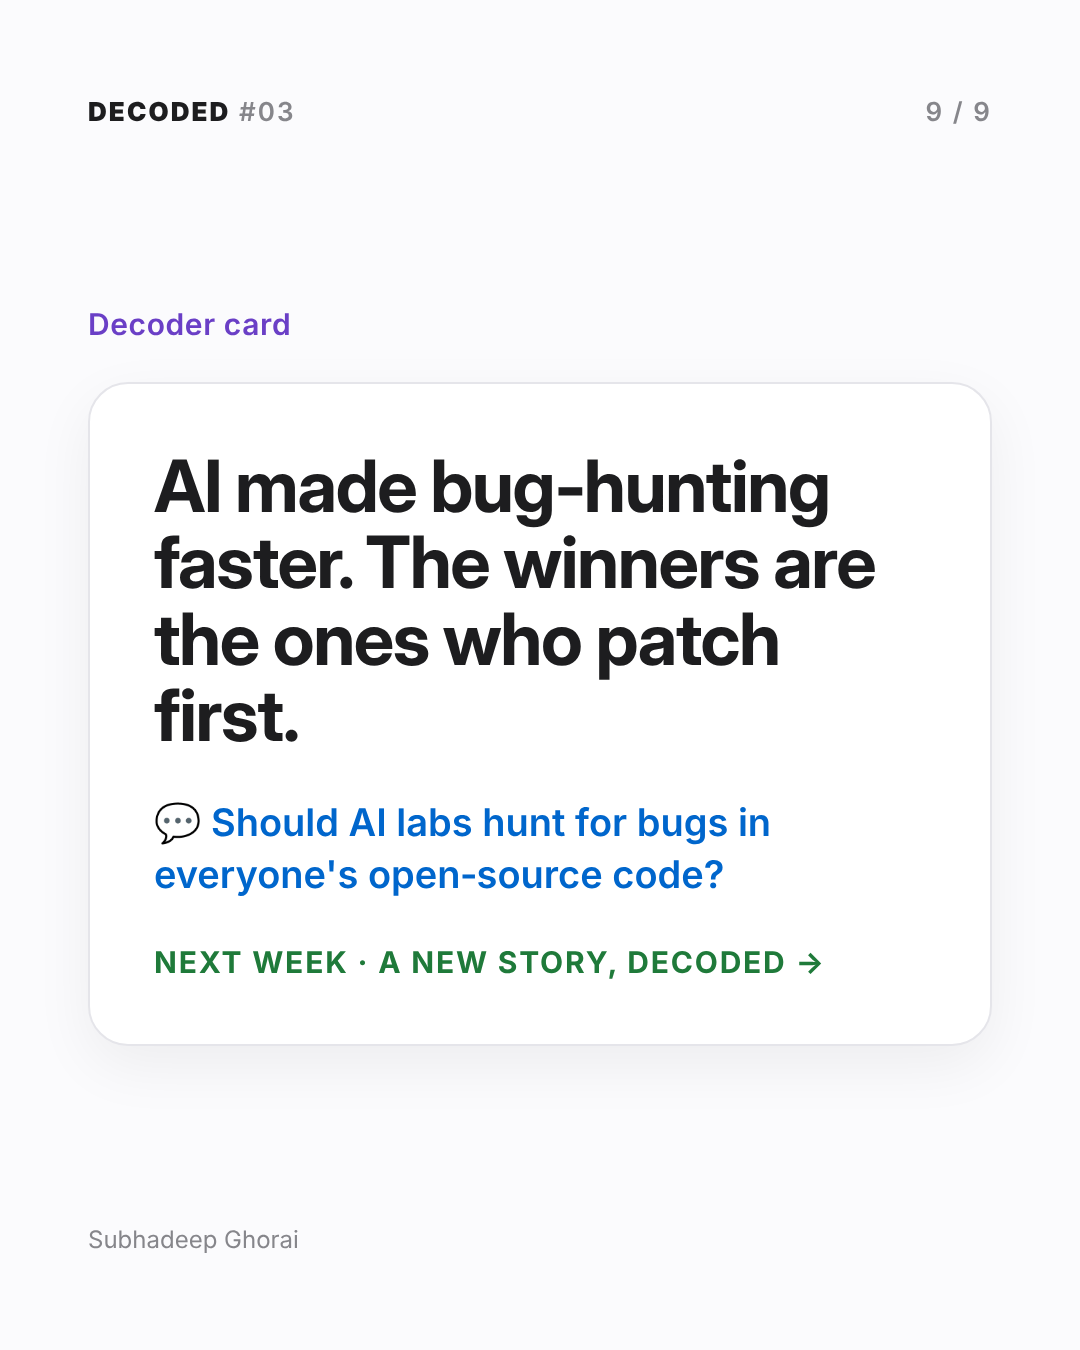 DECODED #03
9 / 9
Decoder card
AI made bug-hunting
faster. The winners are
the ones who patch
first.
💬 Should AI labs hunt for bugs in
everyone's open-source code?
NEXT WEEK · A NEW STORY, DECODED →
Subhadeep Ghorai